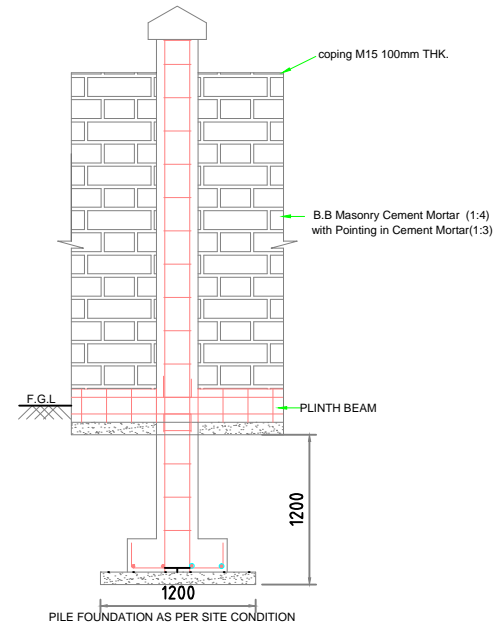 coping M15 100mm THK.
B.B Masonry Cement Mortar (1:4)
with Pointing in Cement Mortar(1:3)
F.G.L
PLINTH BEAM
1200
1200
PILE FOUNDATION AS PER SITE CONDITION